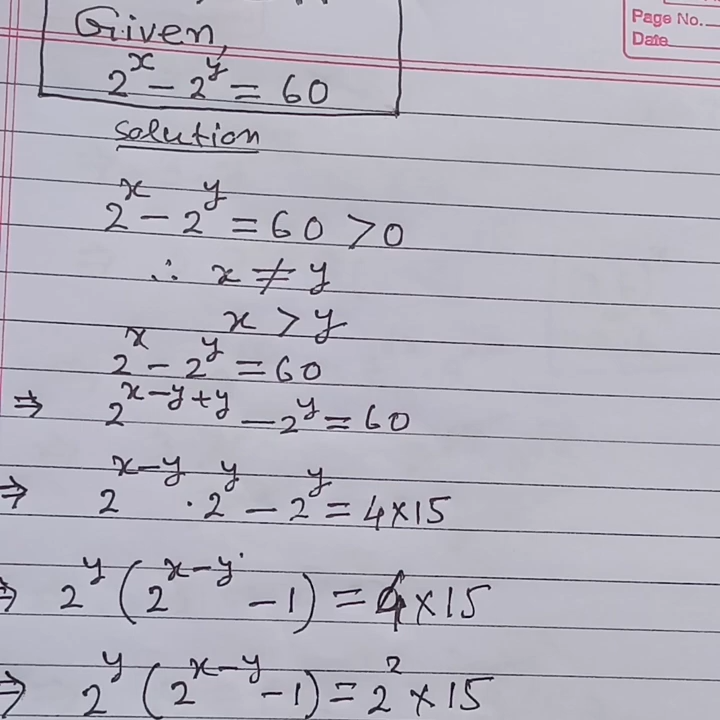 Page No.
Date
Given,
2^x - 2^y = 60
Solution
2^x - 2^y = 60 > 0
∴ x ≠ y
x > y
2^x - 2^y = 60
⇒ 2^{x-y+y} - 2^y = 60
⇒ 2^{x-y} · 2^y - 2^y = 4×15
⇒ 2^y (2^{x-y} - 1) = 4×15
⇒ 2^y (2^{x-y} - 1) = 2^2 × 15